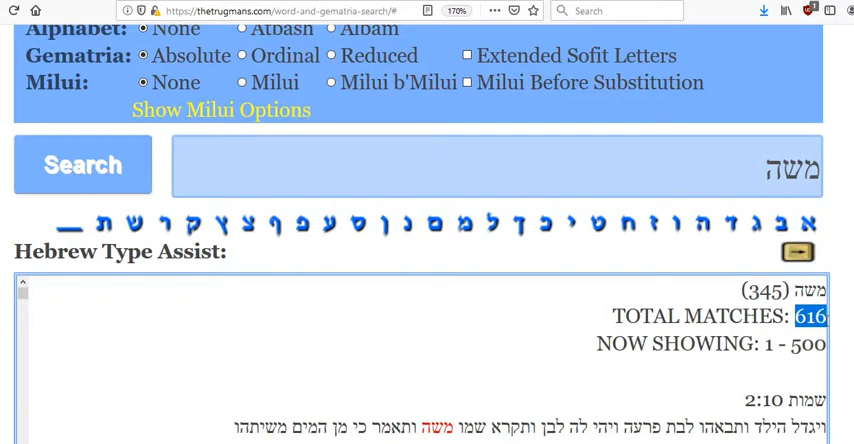 https://thetrugmans.com/word-and-gematria-search/#
170%
Search
Alphabet: None Atbash Albam
Gematria: Absolute Ordinal Reduced Extended Sofit Letters
Milui: None Milui Milui b'Milui Milui Before Substitution
Show Milui Options
Search
משה
א ב ג ד ה ו ז ח ט י כ ך ל מ ם נ ן ס ע פ ף צ ץ ק ר ש ת
Hebrew Type Assist:
משה (345)
TOTAL MATCHES: 616
NOW SHOWING: 1 - 500
שמות 2:10
ויגדל הילד ותבאהו לבת פרעה ויהי לה לבן ותקרא שמו משה ותאמר כי מן המים משיתהו